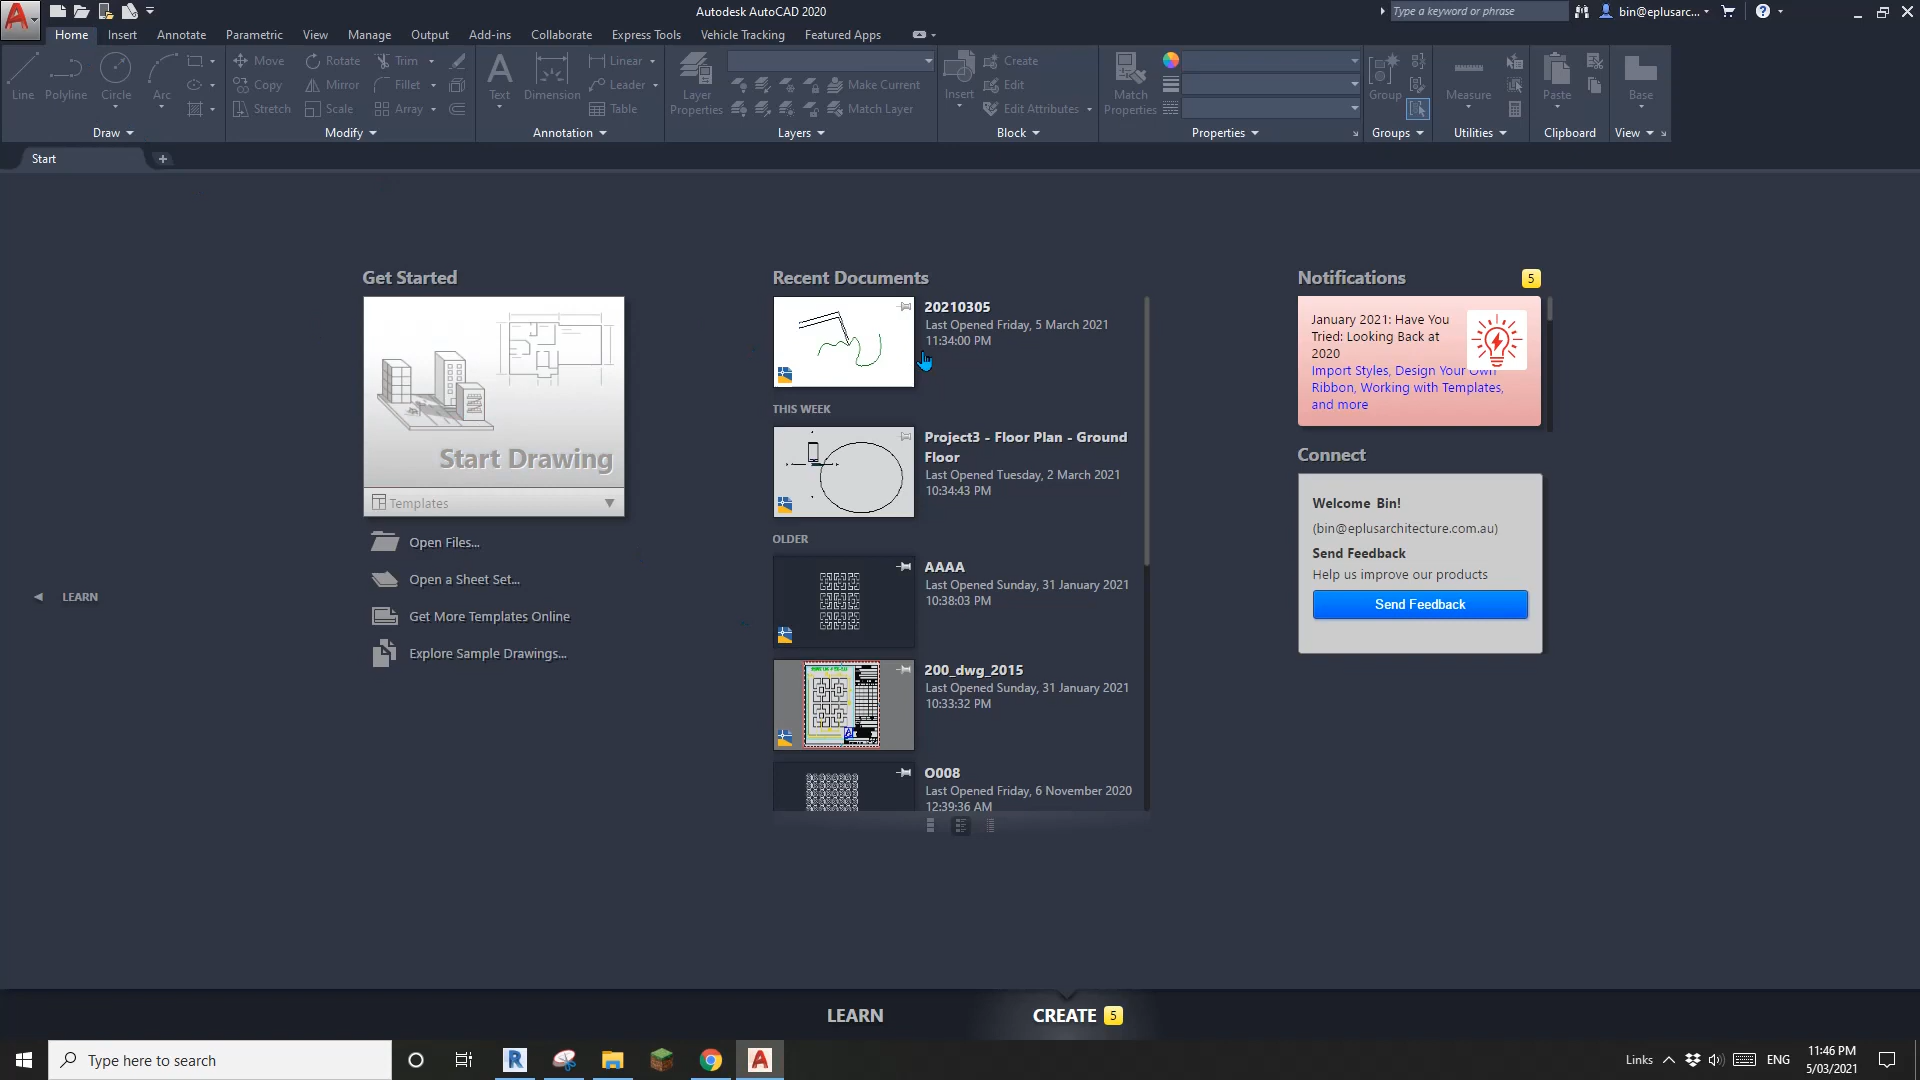 Autodesk AutoCAD 2020
Type a keyword or phrase
bin@eplusarc...
Home Insert Annotate Parametric View Manage Output Add-ins Collaborate Express Tools Vehicle Tracking Featured Apps
Line
Polyline
Circle
Arc
Draw
Move
Rotate
Trim
Copy
Mirror
Fillet
Stretch
Scale
Array
Modify
Text
Dimension
Linear
Leader
Table
Annotation
Layer
Properties
Make Current
Match Layer
Layers
Insert
Create
Edit
Edit Attributes
Block
Match
Properties
Properties
Group
Groups
Measure
Utilities
Paste
Clipboard
Base
View
Start
Get Started
Start Drawing
Templates
Open Files...
Open a Sheet Set...
Get More Templates Online
Explore Sample Drawings...
LEARN
Recent Documents
20210305
Last Opened Friday, 5 March 2021
11:34:00 PM
THIS WEEK
Project3 - Floor Plan - Ground
Floor
Last Opened Tuesday, 2 March 2021
10:34:43 PM
OLDER
AAAA
Last Opened Sunday, 31 January 2021
10:38:03 PM
200_dwg_2015
Last Opened Sunday, 31 January 2021
10:33:32 PM
O008
Last Opened Friday, 6 November 2020
12:39:36 AM
Notifications 5
January 2021: Have You
Tried: Looking Back at
2020
Import Styles, Design Your Own
Ribbon, Working with Templates,
and more
Connect
Welcome Bin!
(bin@eplusarchitecture.com.au)
Send Feedback
Help us improve our products
Send Feedback
LEARN
CREATE 5
Type here to search
Links
ENG
11:46 PM
5/03/2021